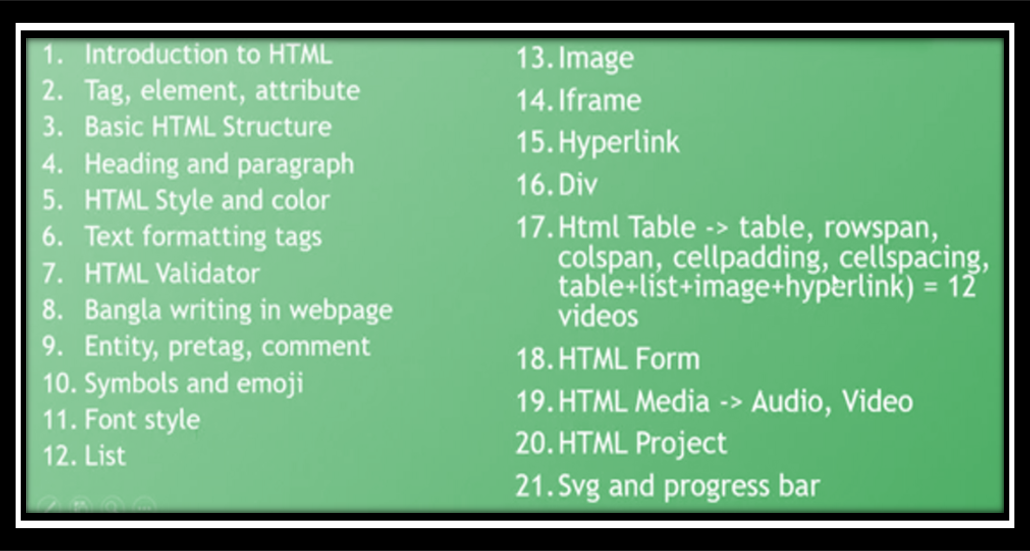 1. Introduction to HTML
2. Tag, element, attribute
3. Basic HTML Structure
4. Heading and paragraph
5. HTML Style and color
6. Text formatting tags
7. HTML Validator
8. Bangla writing in webpage
9. Entity, pretag, comment
10. Symbols and emoji
11. Font style
12. List
13. Image
14. Iframe
15. Hyperlink
16. Div
17. Html Table -> table, rowspan,
colspan, cellpadding, cellspacing,
table+list+image+hyperlink) = 12
videos
18. HTML Form
19. HTML Media -> Audio, Video
20. HTML Project
21. Svg and progress bar